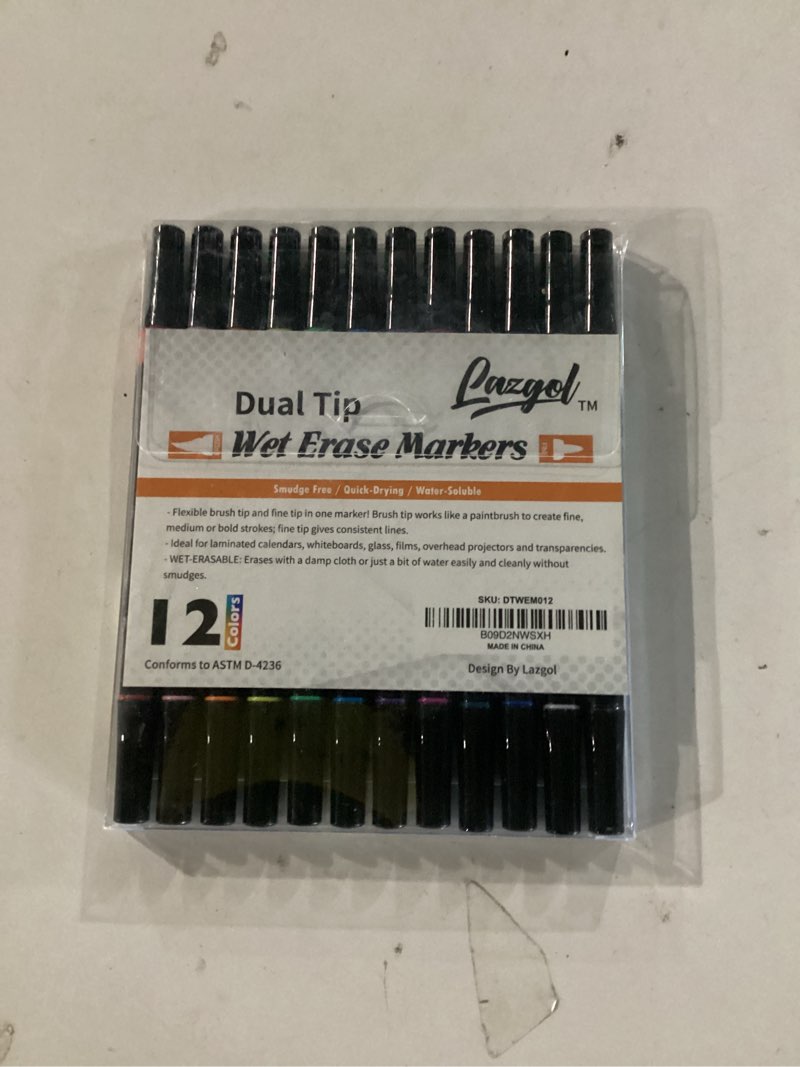 Lazgol™
Dual Tip
Wet Erase Markers
Smudge Free / Quick-Drying / Water-Soluble
- Flexible brush tip and fine tip in one marker! Brush tip works like a paintbrush to create fine,
medium or bold strokes; fine tip gives consistent lines.
- Ideal for laminated calendars, whiteboards, glass, films, overhead projectors and transparencies.
- WET-ERASABLE: Erases with a damp cloth or just a bit of water easily and cleanly without
smudges.
12 Colors
Conforms to ASTM D-4236
SKU: DTWEM012
B09D2NWSXH
MADE IN CHINA
Design By Lazgol